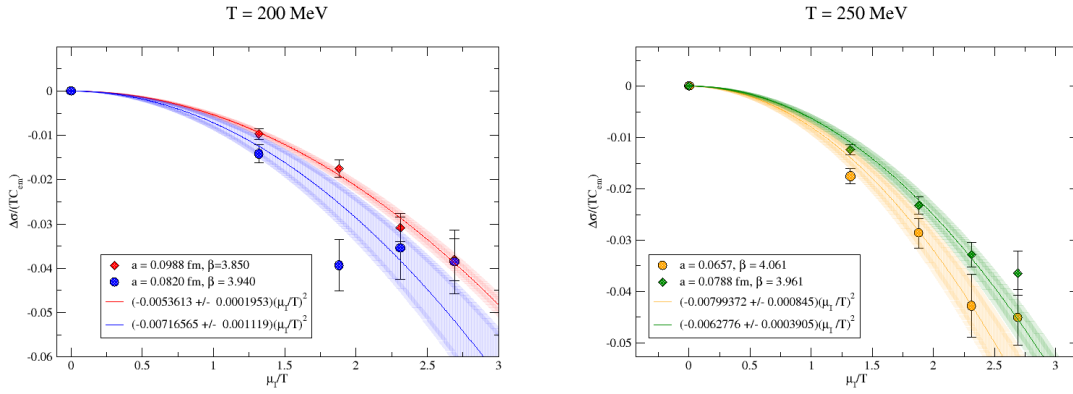 T = 200 MeV
0
-0.01
-0.02
-0.03
-0.04
-0.05
-0.06
Δσ/(TC_em)
a = 0.0988 fm, β=3.850
a = 0.0820 fm, β = 3.940
(-0.0053613 +/- 0.0001953)(μ_I/T)^2
(-0.00716565 +/- 0.001119)(μ_I/T)^2
0 0.5 1 1.5 2 2.5 3
μ_I/T
T = 250 MeV
0
-0.01
-0.02
-0.03
-0.04
-0.05
Δσ/(TC_em)
a = 0.0657, β = 4.061
a = 0.0788 fm, β = 3.961
(-0.00799372 +/- 0.000845)(μ_I/T)^2
(-0.0062776 +/- 0.0003905)(μ_I/T)^2
0 0.5 1 1.5 2 2.5 3
μ_I/T